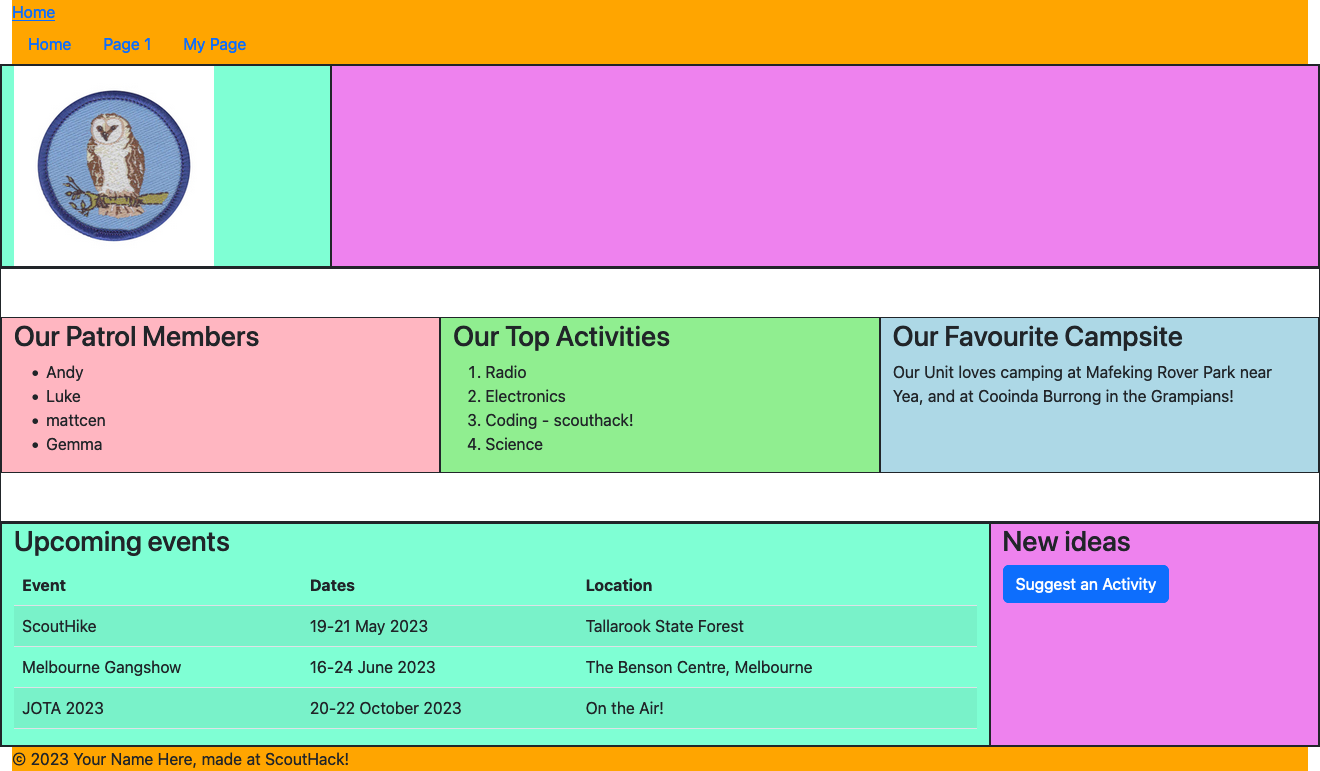 Home
Home Page 1 My Page
Our Patrol Members
• Andy
• Luke
• mattcen
• Gemma
Our Top Activities
1. Radio
2. Electronics
3. Coding - scouthack!
4. Science
Our Favourite Campsite
Our Unit loves camping at Mafeking Rover Park near
Yea, and at Cooinda Burrong in the Grampians!
Upcoming events
Event Dates Location
ScoutHike 19-21 May 2023 Tallarook State Forest
Melbourne Gangshow 16-24 June 2023 The Benson Centre, Melbourne
JOTA 2023 20-22 October 2023 On the Air!
New ideas
Suggest an Activity
© 2023 Your Name Here, made at ScoutHack!